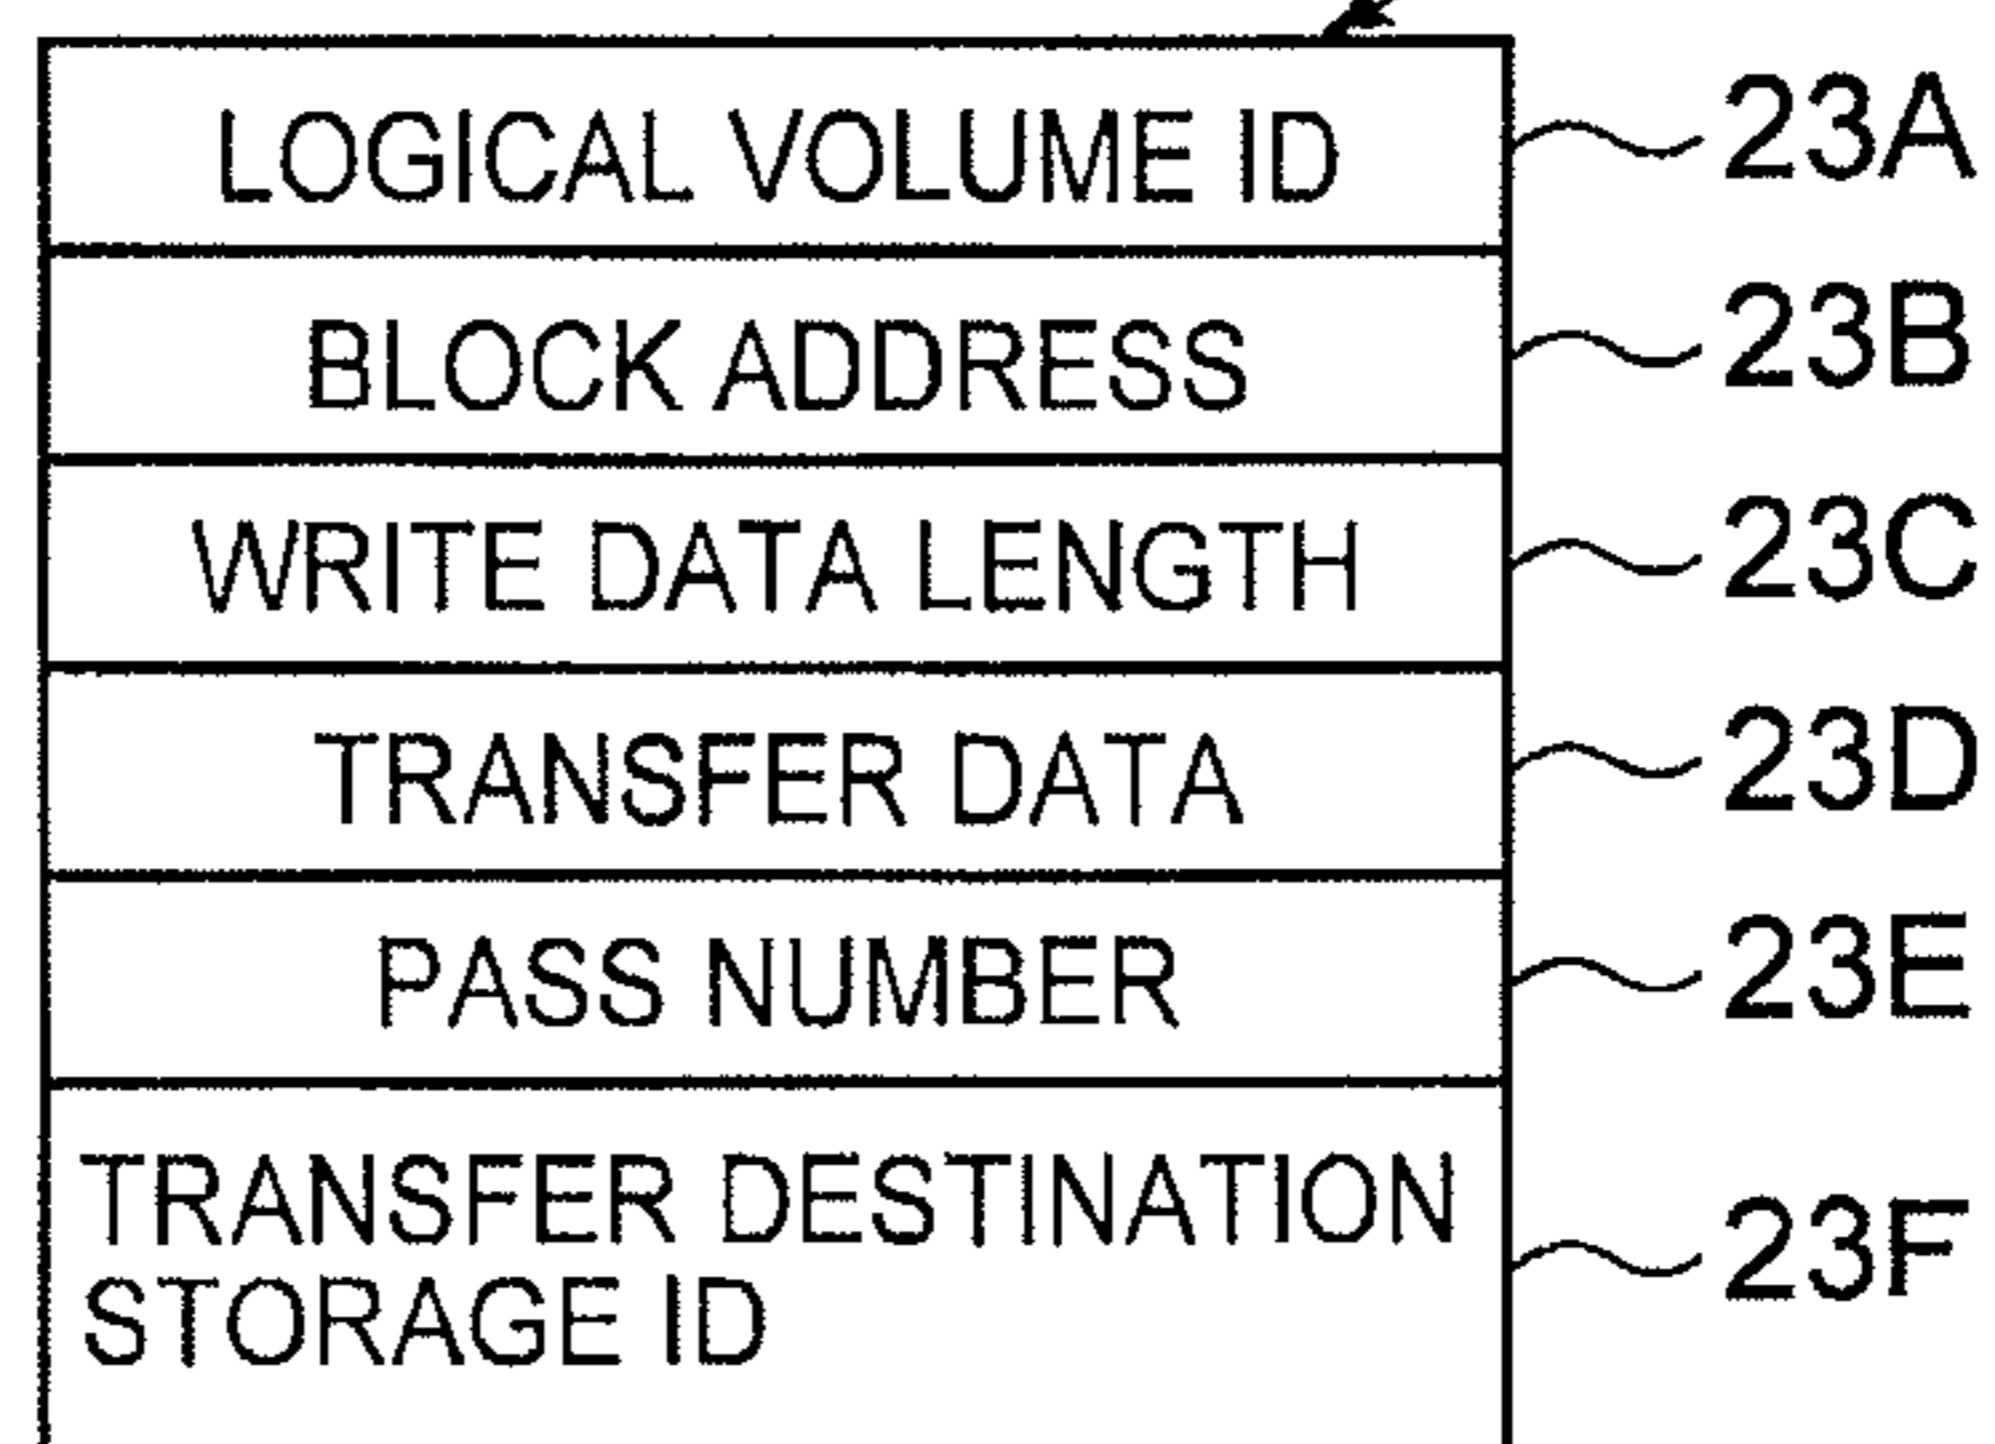 LOGICAL VOLUME ID 23A
BLOCK ADDRESS 23B
WRITE DATA LENGTH 23C
TRANSFER DATA 23D
PASS NUMBER 23E
TRANSFER DESTINATION 23F
STORAGE ID